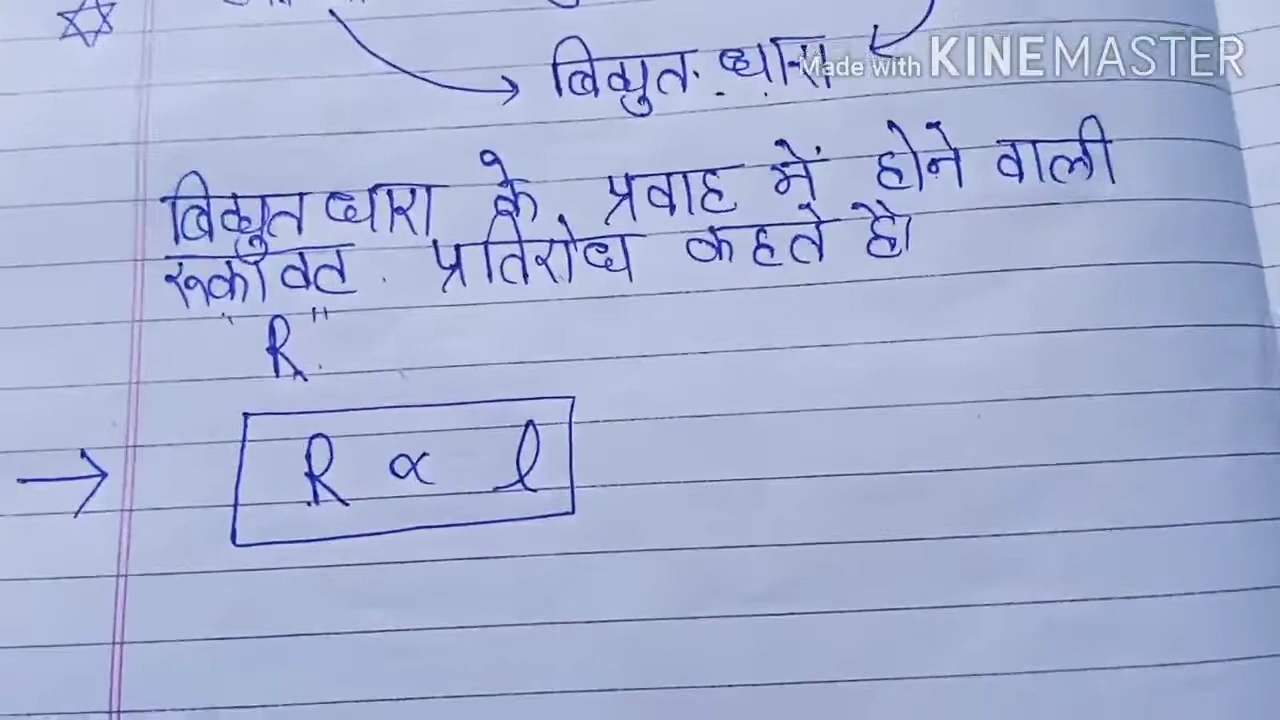 विद्युत धारा
Made with KINEMASTER
विद्युत धारा के प्रवाह में होने वाली
रूकावट प्रतिरोध कहते है।
"R"
→ R ∝ l